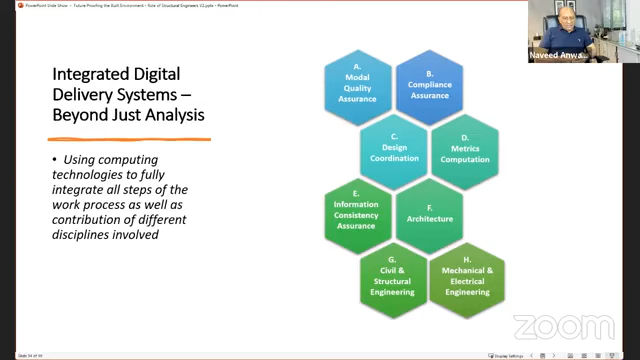 PowerPoint Slide Show - Future Proofing the Built Environment - Role of Structural Engineers V2.pptx - PowerPoint
Naveed Anwa...
Integrated Digital
Delivery Systems –
Beyond Just Analysis
• Using computing
technologies to fully
integrate all steps of the
work process as well as
contribution of different
disciplines involved
A.
Modal
Quality
Assurance
B.
Compliance
Assurance
C.
Design
Coordination
D.
Metrics
Computation
E.
Information
Consistency
Assurance
F.
Architecture
G.
Civil &
Structural
Engineering
H.
Mechanical &
Electrical
Engineering
zoom
Display Settings